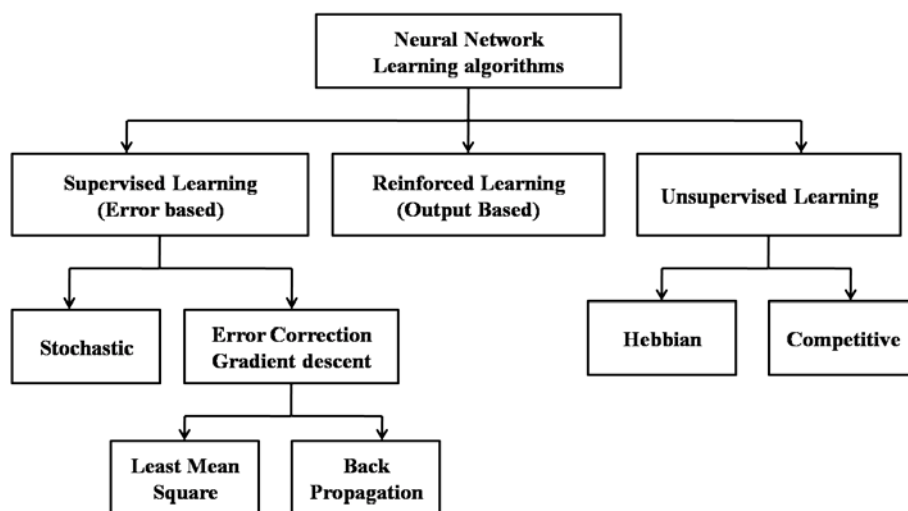 Neural Network
Learning algorithms
Supervised Learning
(Error based)
Reinforced Learning
(Output Based)
Unsupervised Learning
Stochastic
Error Correction
Gradient descent
Hebbian
Competitive
Least Mean
Square
Back
Propagation